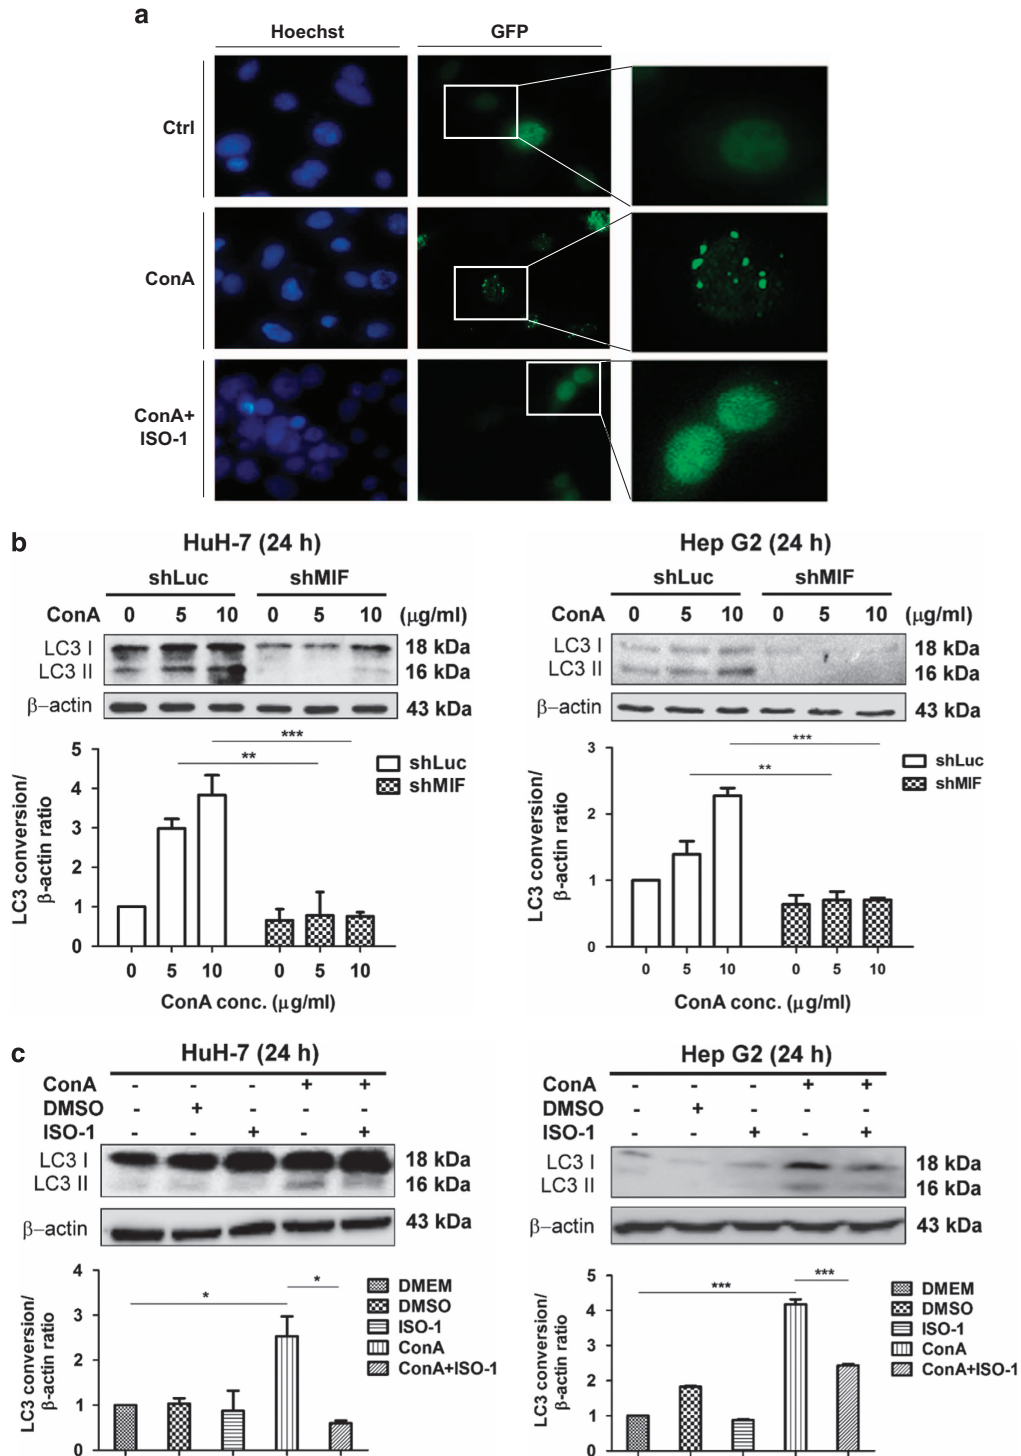 a
Hoechst GFP
Ctrl
ConA
ConA+
ISO-1
b
HuH-7 (24 h)
shLuc shMIF
ConA 0 5 10 0 5 10 (μg/ml)
LC3 I 18 kDa
LC3 II 16 kDa
β–actin 43 kDa
LC3 conversion/
β-actin ratio
5
4
3
2
1
0
** ***
shLuc
shMIF
0 5 10 0 5 10
ConA conc. (μg/ml)
Hep G2 (24 h)
shLuc shMIF
ConA 0 5 10 0 5 10 (μg/ml)
LC3 I 18 kDa
LC3 II 16 kDa
β–actin 43 kDa
LC3 conversion/
β-actin ratio
3
2
1
0
** ***
shLuc
shMIF
0 5 10 0 5 10
ConA conc. (μg/ml)
c
HuH-7 (24 h)
ConA - - - + +
DMSO - + - - -
ISO-1 - - + - +
LC3 I 18 kDa
LC3 II 16 kDa
β–actin 43 kDa
LC3 conversion/
β-actin ratio
4
3
2
1
0
* *
DMEM
DMSO
ISO-1
ConA
ConA+ISO-1
Hep G2 (24 h)
ConA - - - + +
DMSO - + - - -
ISO-1 - - + - +
LC3 I 18 kDa
LC3 II 16 kDa
β–actin 43 kDa
LC3 conversion/
β-actin ratio
5
4
3
2
1
0
*** ***
DMEM
DMSO
ISO-1
ConA
ConA+ISO-1